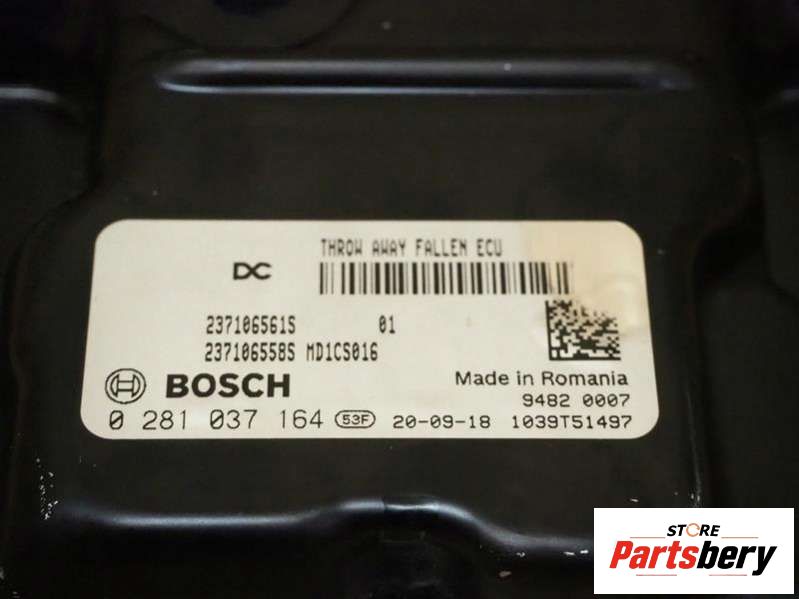 THROW AWAY FALLEN ECU
DC
237106561S 01
237106558S MD1CS016
BOSCH
Made in Romania
9482 0007
0 281 037 164 53F 20-09-18 1039T51497
STORE
Partsbery